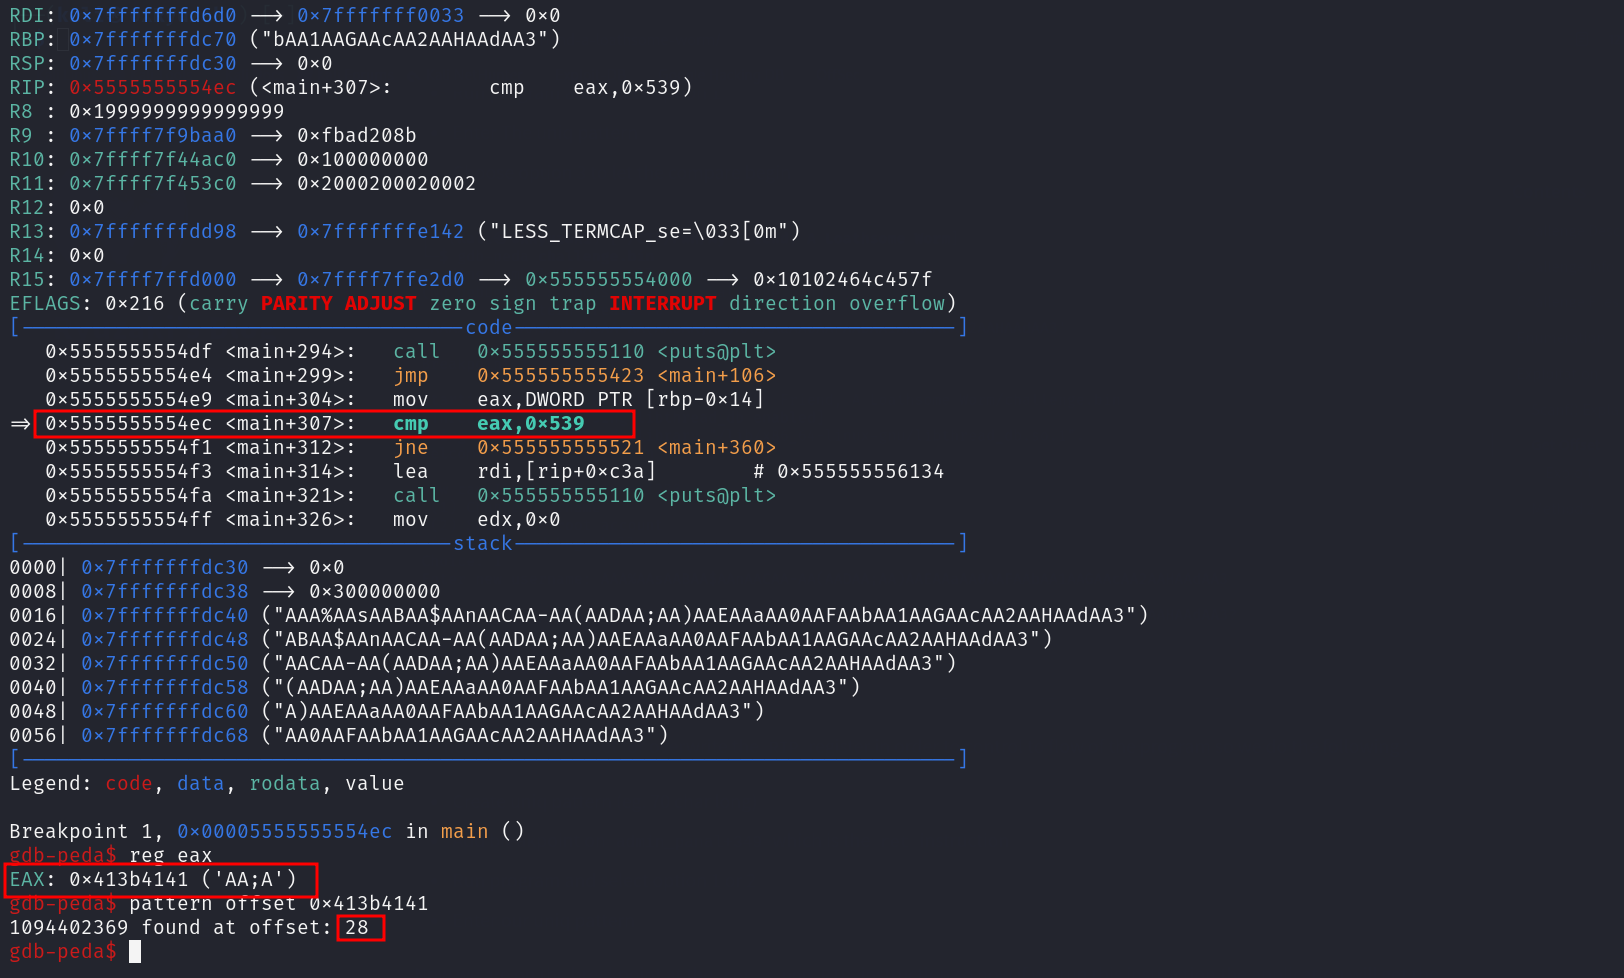 RDI: 0x7fffffffd6d0 --> 0x7fffffff0033 --> 0x0
RBP: 0x7fffffffdc70 ("bAA1AAGAAcAA2AAHAAdAA3")
RSP: 0x7fffffffdc30 --> 0x0
RIP: 0x5555555554ec (<main+307>:        cmp    eax,0x539)
R8 : 0x1999999999999999
R9 : 0x7ffff7f9baa0 --> 0xfbad208b
R10: 0x7ffff7f44ac0 --> 0x100000000
R11: 0x7ffff7f453c0 --> 0x2000200020002
R12: 0x0
R13: 0x7fffffffdd98 --> 0x7fffffffe142 ("LESS_TERMCAP_se=\033[0m")
R14: 0x0
R15: 0x7ffff7ffd000 --> 0x7ffff7ffe2d0 --> 0x555555554000 --> 0x10102464c457f
EFLAGS: 0x216 (carry PARITY ADJUST zero sign trap INTERRUPT direction overflow)
[-------------------------------------code-------------------------------------]
   0x5555555554df <main+294>:   call   0x555555555110 <puts@plt>
   0x5555555554e4 <main+299>:   jmp    0x555555555423 <main+106>
   0x5555555554e9 <main+304>:   mov    eax,DWORD PTR [rbp-0x14]
=> 0x5555555554ec <main+307>:   cmp    eax,0x539
   0x5555555554f1 <main+312>:   jne    0x555555555521 <main+360>
   0x5555555554f3 <main+314>:   lea    rdi,[rip+0xc3a]        # 0x555555556134
   0x5555555554fa <main+321>:   call   0x555555555110 <puts@plt>
   0x5555555554ff <main+326>:   mov    edx,0x0
[------------------------------------stack-------------------------------------]
0000| 0x7fffffffdc30 --> 0x0
0008| 0x7fffffffdc38 --> 0x300000000
0016| 0x7fffffffdc40 ("AAA%AAsAABAA$AAnAACAA-AA(AADAA;AA)AAEAAaAA0AAFAAbAA1AAGAAcAA2AAHAAdAA3")
0024| 0x7fffffffdc48 ("ABAA$AAnAACAA-AA(AADAA;AA)AAEAAaAA0AAFAAbAA1AAGAAcAA2AAHAAdAA3")
0032| 0x7fffffffdc50 ("AACAA-AA(AADAA;AA)AAEAAaAA0AAFAAbAA1AAGAAcAA2AAHAAdAA3")
0040| 0x7fffffffdc58 ("(AADAA;AA)AAEAAaAA0AAFAAbAA1AAGAAcAA2AAHAAdAA3")
0048| 0x7fffffffdc60 ("A)AAEAAaAA0AAFAAbAA1AAGAAcAA2AAHAAdAA3")
0056| 0x7fffffffdc68 ("AA0AAFAAbAA1AAGAAcAA2AAHAAdAA3")
[------------------------------------------------------------------------------]
Legend: code, data, rodata, value
Breakpoint 1, 0x00005555555554ec in main ()
gdb-peda$ reg eax
EAX: 0x413b4141 ('AA;A')
gdb-peda$ pattern offset 0x413b4141
1094402369 found at offset: 28
gdb-peda$